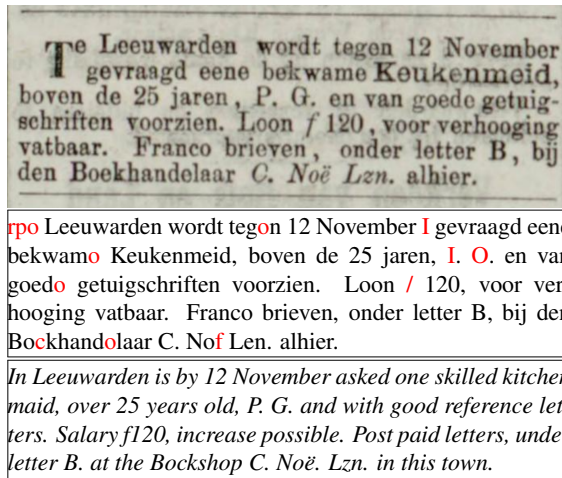 Te Leeuwarden wordt tegen 12 November
gevraagd eene bekwame Keukenmeid,
boven de 25 jaren, P. G. en van goede getuig-
schriften voorzien. Loon f 120, voor verhooging
vatbaar. Franco brieven, onder letter B, bij
den Boekhandelaar C. Noë Lzn. alhier.
rpo Leeuwarden wordt tegon 12 November I gevraagd eene
bekwamo Keukenmeid, boven de 25 jaren, I. O. en van
goedo getuigschriften voorzien. Loon / 120, voor ver
hooging vatbaar. Franco brieven, onder letter B, bij den
Bockhandolaar C. Nof Len. alhier.
In Leeuwarden is by 12 November asked one skilled kitchen
maid, over 25 years old, P. G. and with good reference let
ters. Salary f120, increase possible. Post paid letters, under
letter B. at the Bockshop C. Noë. Lzn. in this town.